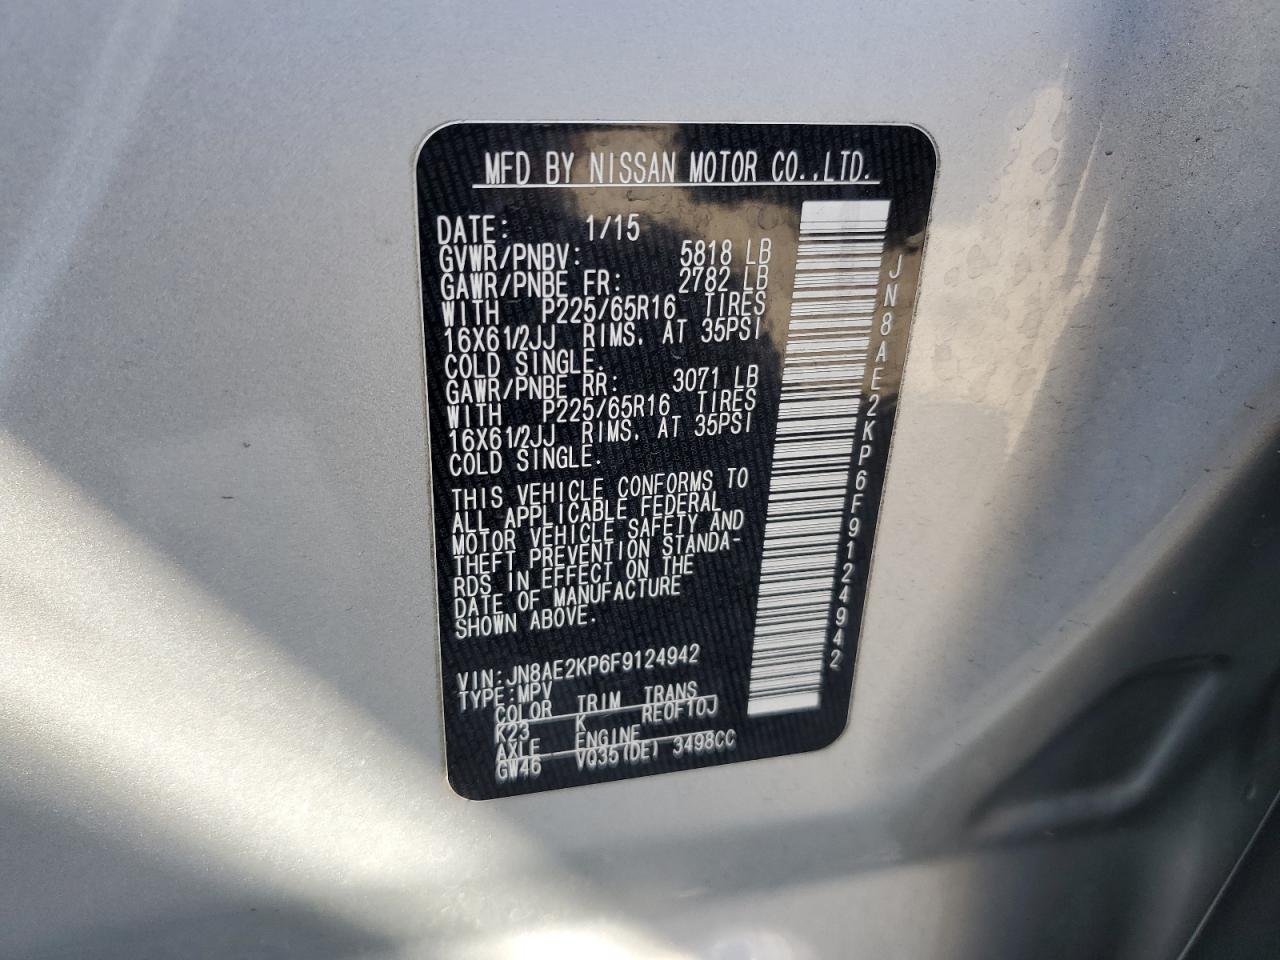 MFD BY NISSAN MOTOR CO.,LTD.
DATE: 1/15
GVWR/PNBV: 5818 LB
GAWR/PNBE FR: 2782 LB
WITH P225/65R16 TIRES
16X61/2JJ RIMS, AT 35PSI
COLD SINGLE.
GAWR/PNBE RR: 3071 LB
WITH P225/65R16 TIRES
16X61/2JJ RIMS, AT 35PSI
COLD SINGLE.
THIS VEHICLE CONFORMS TO
ALL APPLICABLE FEDERAL
MOTOR VEHICLE SAFETY AND
THEFT PREVENTION STANDA-
RDS IN EFFECT ON THE
DATE OF MANUFACTURE
SHOWN ABOVE.
VIN:JN8AE2KP6F9124942
TYPE:MPV
COLOR TRIM TRANS
K23 K RE0F10J
AXLE ENGINE
GW46 VQ35(DE) 3498CC
JN8AE2KP6F9124942